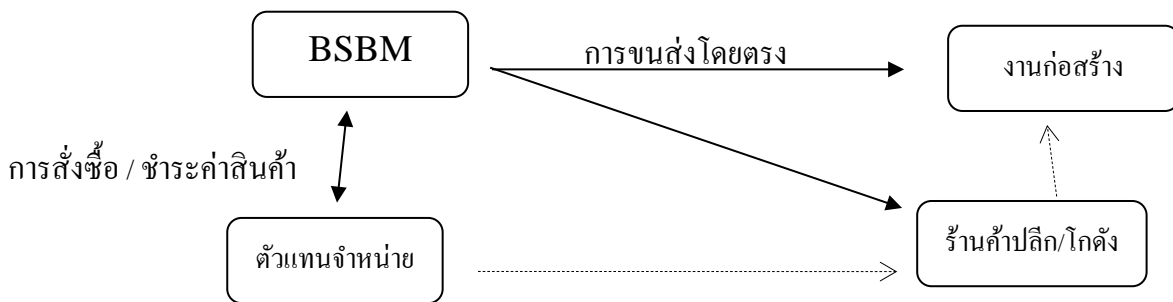 BSBM
การขนส่งโดยตรง
งานก่อสร้าง
การสั่งซื้อ / ชำระค่าสินค้า
ตัวแทนจำหน่าย
ร้านค้าปลีก/โกดัง